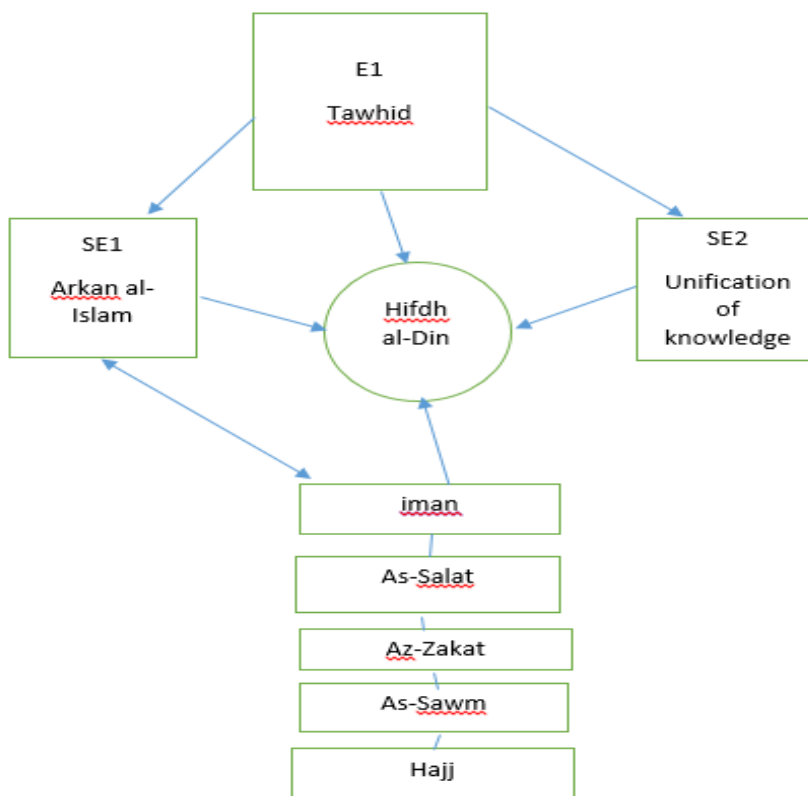 E1
Tawhid
SE1
Arkan al-
Islam
Hifdh
al-Din
SE2
Unification
of
knowledge
iman
As-Salat
Az-Zakat
As-Sawm
Hajj